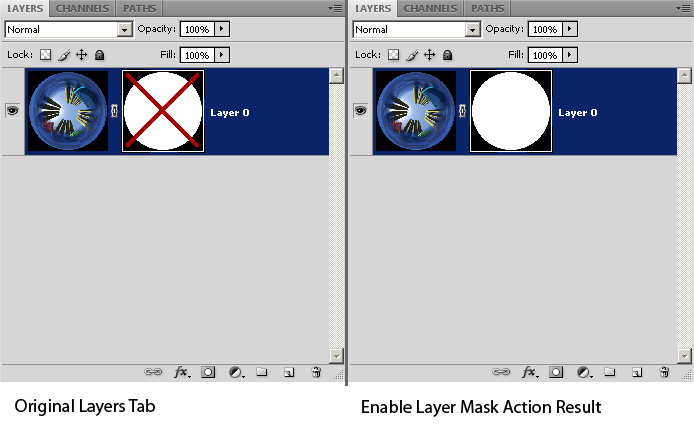 LAYERS CHANNELS PATHS
Normal Opacity: 100%
Lock: Fill: 100%
Layer 0
fx.
Original Layers Tab
LAYERS CHANNELS PATHS
Normal Opacity: 100%
Lock: Fill: 100%
Layer 0
fx.
Enable Layer Mask Action Result